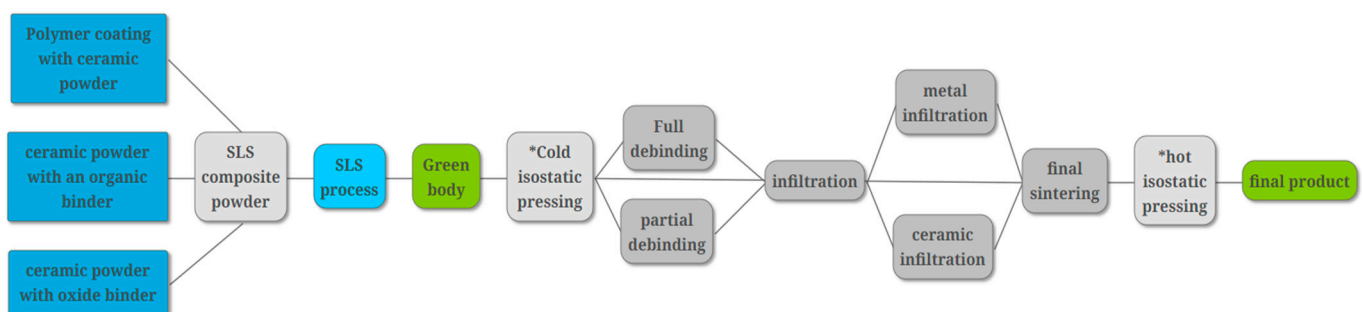 Polymer coating
with ceramic
powder
ceramic powder
with an organic
binder
ceramic powder
with oxide binder
SLS
composite
powder
SLS
process
Green
body
*Cold
isostatic
pressing
Full
debinding
partial
debinding
infiltration
metal
infiltration
ceramic
infiltration
final
sintering
*hot
isostatic
pressing
final product